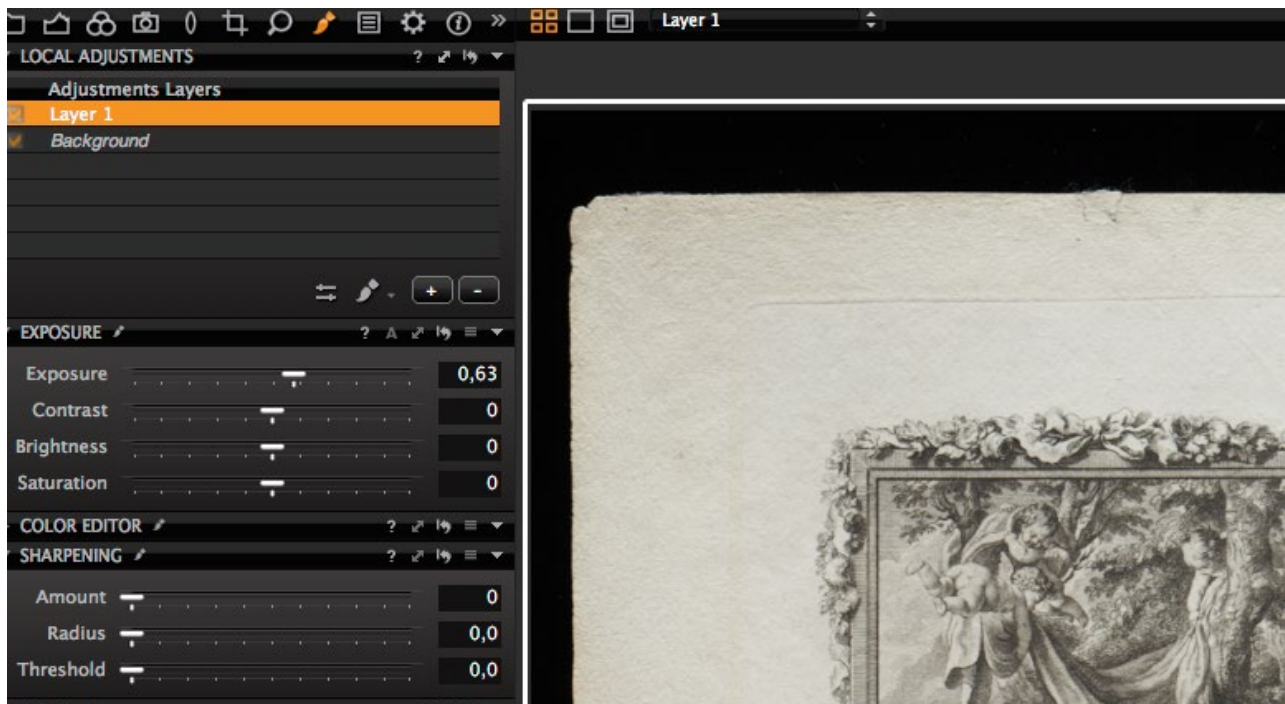 Layer 1
LOCAL ADJUSTMENTS ?
Adjustments Layers
Layer 1
Background
+ -
EXPOSURE ? A
Exposure 0,63
Contrast 0
Brightness 0
Saturation 0
COLOR EDITOR ?
SHARPENING ?
Amount 0
Radius 0,0
Threshold 0,0